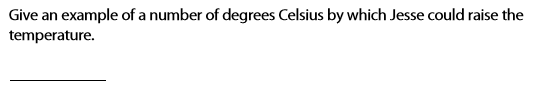 Give an example of a number of degrees Celsius by which Jesse could raise the
temperature.